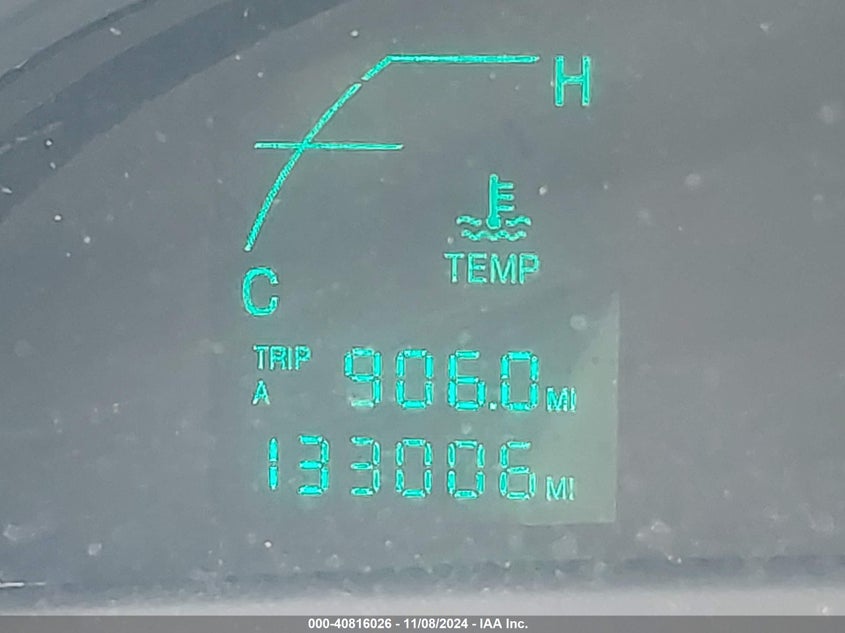 H
TEMP
C
TRIP
A 906.0 MI
133006 MI
000-40816026 - 11/08/2024 - IAA Inc.